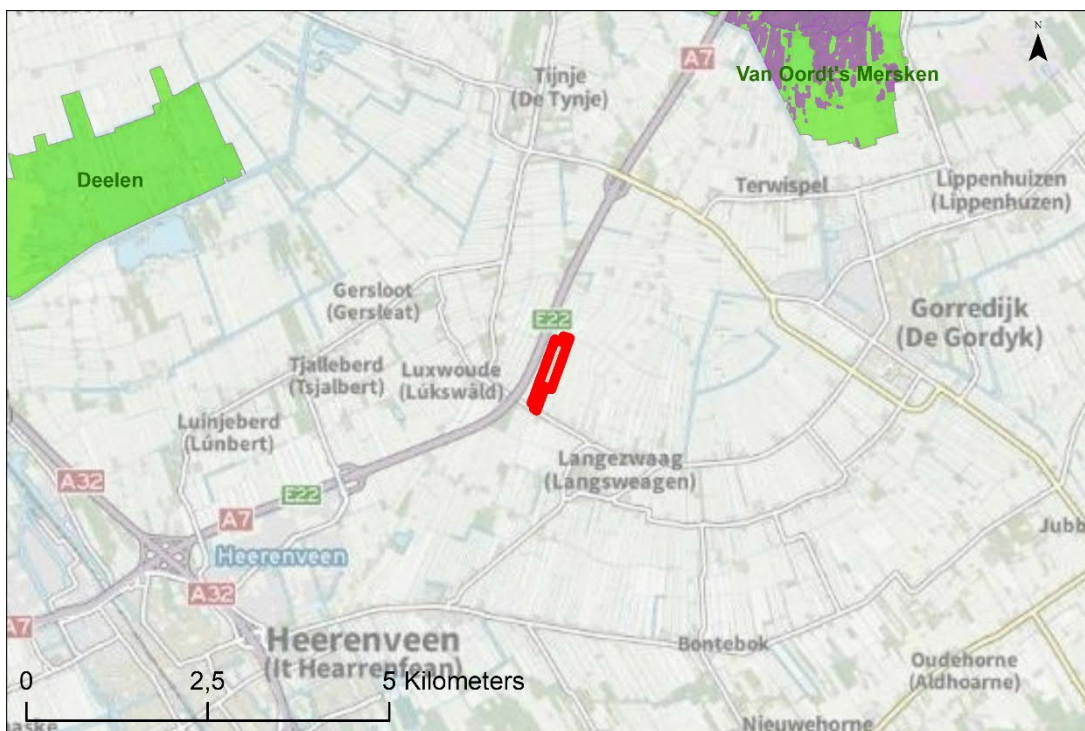 N
A7
Van Oordt's Mersken
Tijnje
(De Tynje)
Deelen
Terwispel
Lippenhuizen
(Lippenhuzen)
Gersloot
(Gersleat)
E22
Gorredijk
(De Gordyk)
Tjalleberd
(Tsjalbert)
Luxwoude
(Lúkswâld)
Luinjeberd
(Lúnbert)
Langezwaag
(Langsweagen)
A32
E22
A7
Jubb
Heerenveen
A32
A7
Heerenveen
(It Hearrenfean)
Bontebok
Oudehorne
(Aldhoarne)
0 2,5 5 Kilometers
Nieuwehorne
aske